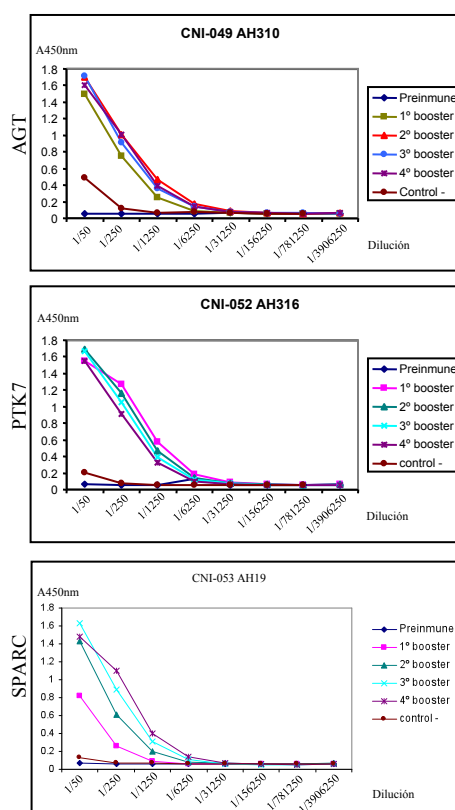 CNI-049 AH310
A450nm
AGT
1.8
1.6
1.4
1.2
1
0.8
0.6
0.4
0.2
0
1/50
1/250
1/1250
1/6250
1/31250
1/156250
1/781250
1/3906250
Dilución
Preinmune
1º booster
2º booster
3º booster
4º booster
Control -
CNI-052 AH316
A450nm
PTK7
1.8
1.6
1.4
1.2
1
0.8
0.6
0.4
0.2
0
1/50
1/250
1/1250
1/6250
1/31250
1/156250
1/781250
1/3906250
Dilución
Preinmune
1º booster
2º booster
3º booster
4º booster
control -
CNI-053 AH19
A450nm
SPARC
1.8
1.6
1.4
1.2
1
0.8
0.6
0.4
0.2
0
1/50
1/250
1/1250
1/6250
1/31250
1/156250
1/781250
1/3906250
Dilución
Preinmune
1º booster
2º booster
3º booster
4º booster
control -